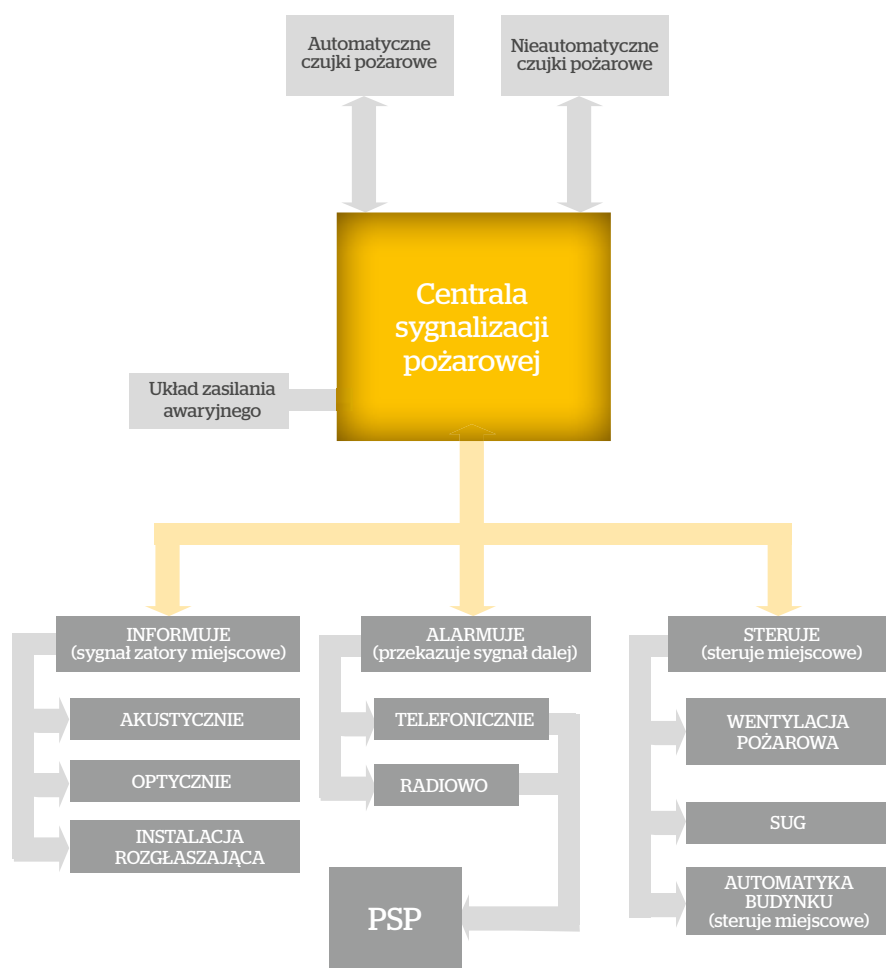 Automatyczne
czujki pożarowe
Nieautomatyczne
czujki pożarowe
Centrala
sygnalizacji
pożarowej
Układ zasilania
awaryjnego
INFORMUJE
(sygnał zatory miejscowe)
AKUSTYCZNIE
OPTYCZNIE
INSTALACJA
ROZGŁASZAJĄCA
ALARMUJE
(przekazuje sygnał dalej)
TELEFONICZNIE
RADIOWO
PSP
STERUJE
(steruje miejscowe)
WENTYLACJA
POŻAROWA
SUG
AUTOMATYKA
BUDYNKU
(steruje miejscowe)